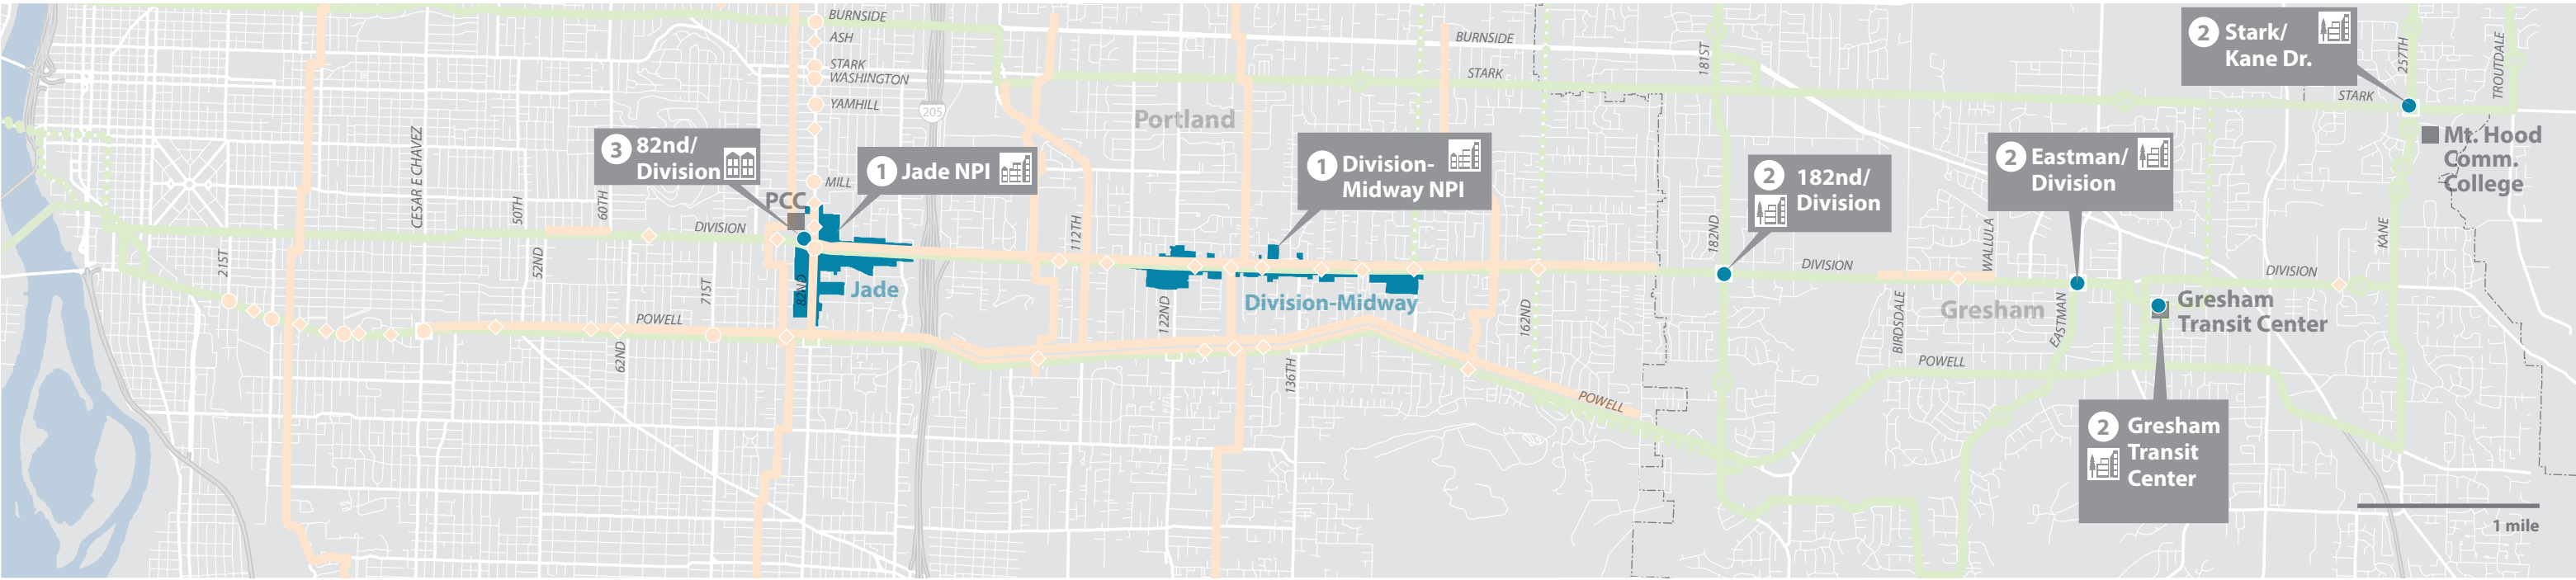 BURNSIDE
ASH
STARK
WASHINGTON
YAMHILL
MILL
205
Portland
BURNSIDE
STARK
181ST
2 Stark/
Kane Dr.
257TH
TROUTDALE
STARK
Mt. Hood
Comm.
College
3 82nd/
Division
1 Jade NPI
1 Division-
Midway NPI
2 182nd/
Division
2 Eastman/
Division
PCC
CESAR E CHAVEZ
50TH
60TH
DIVISION
112TH
182ND
WALLULA
KANE
21ST
52ND
71ST
82ND
Jade
122ND
Division-Midway
162ND
DIVISION
BIRDSDALE
Gresham
EASTMAN
DIVISION
Gresham
Transit Center
POWELL
62ND
136TH
POWELL
POWELL
2 Gresham
Transit
Center
1 mile